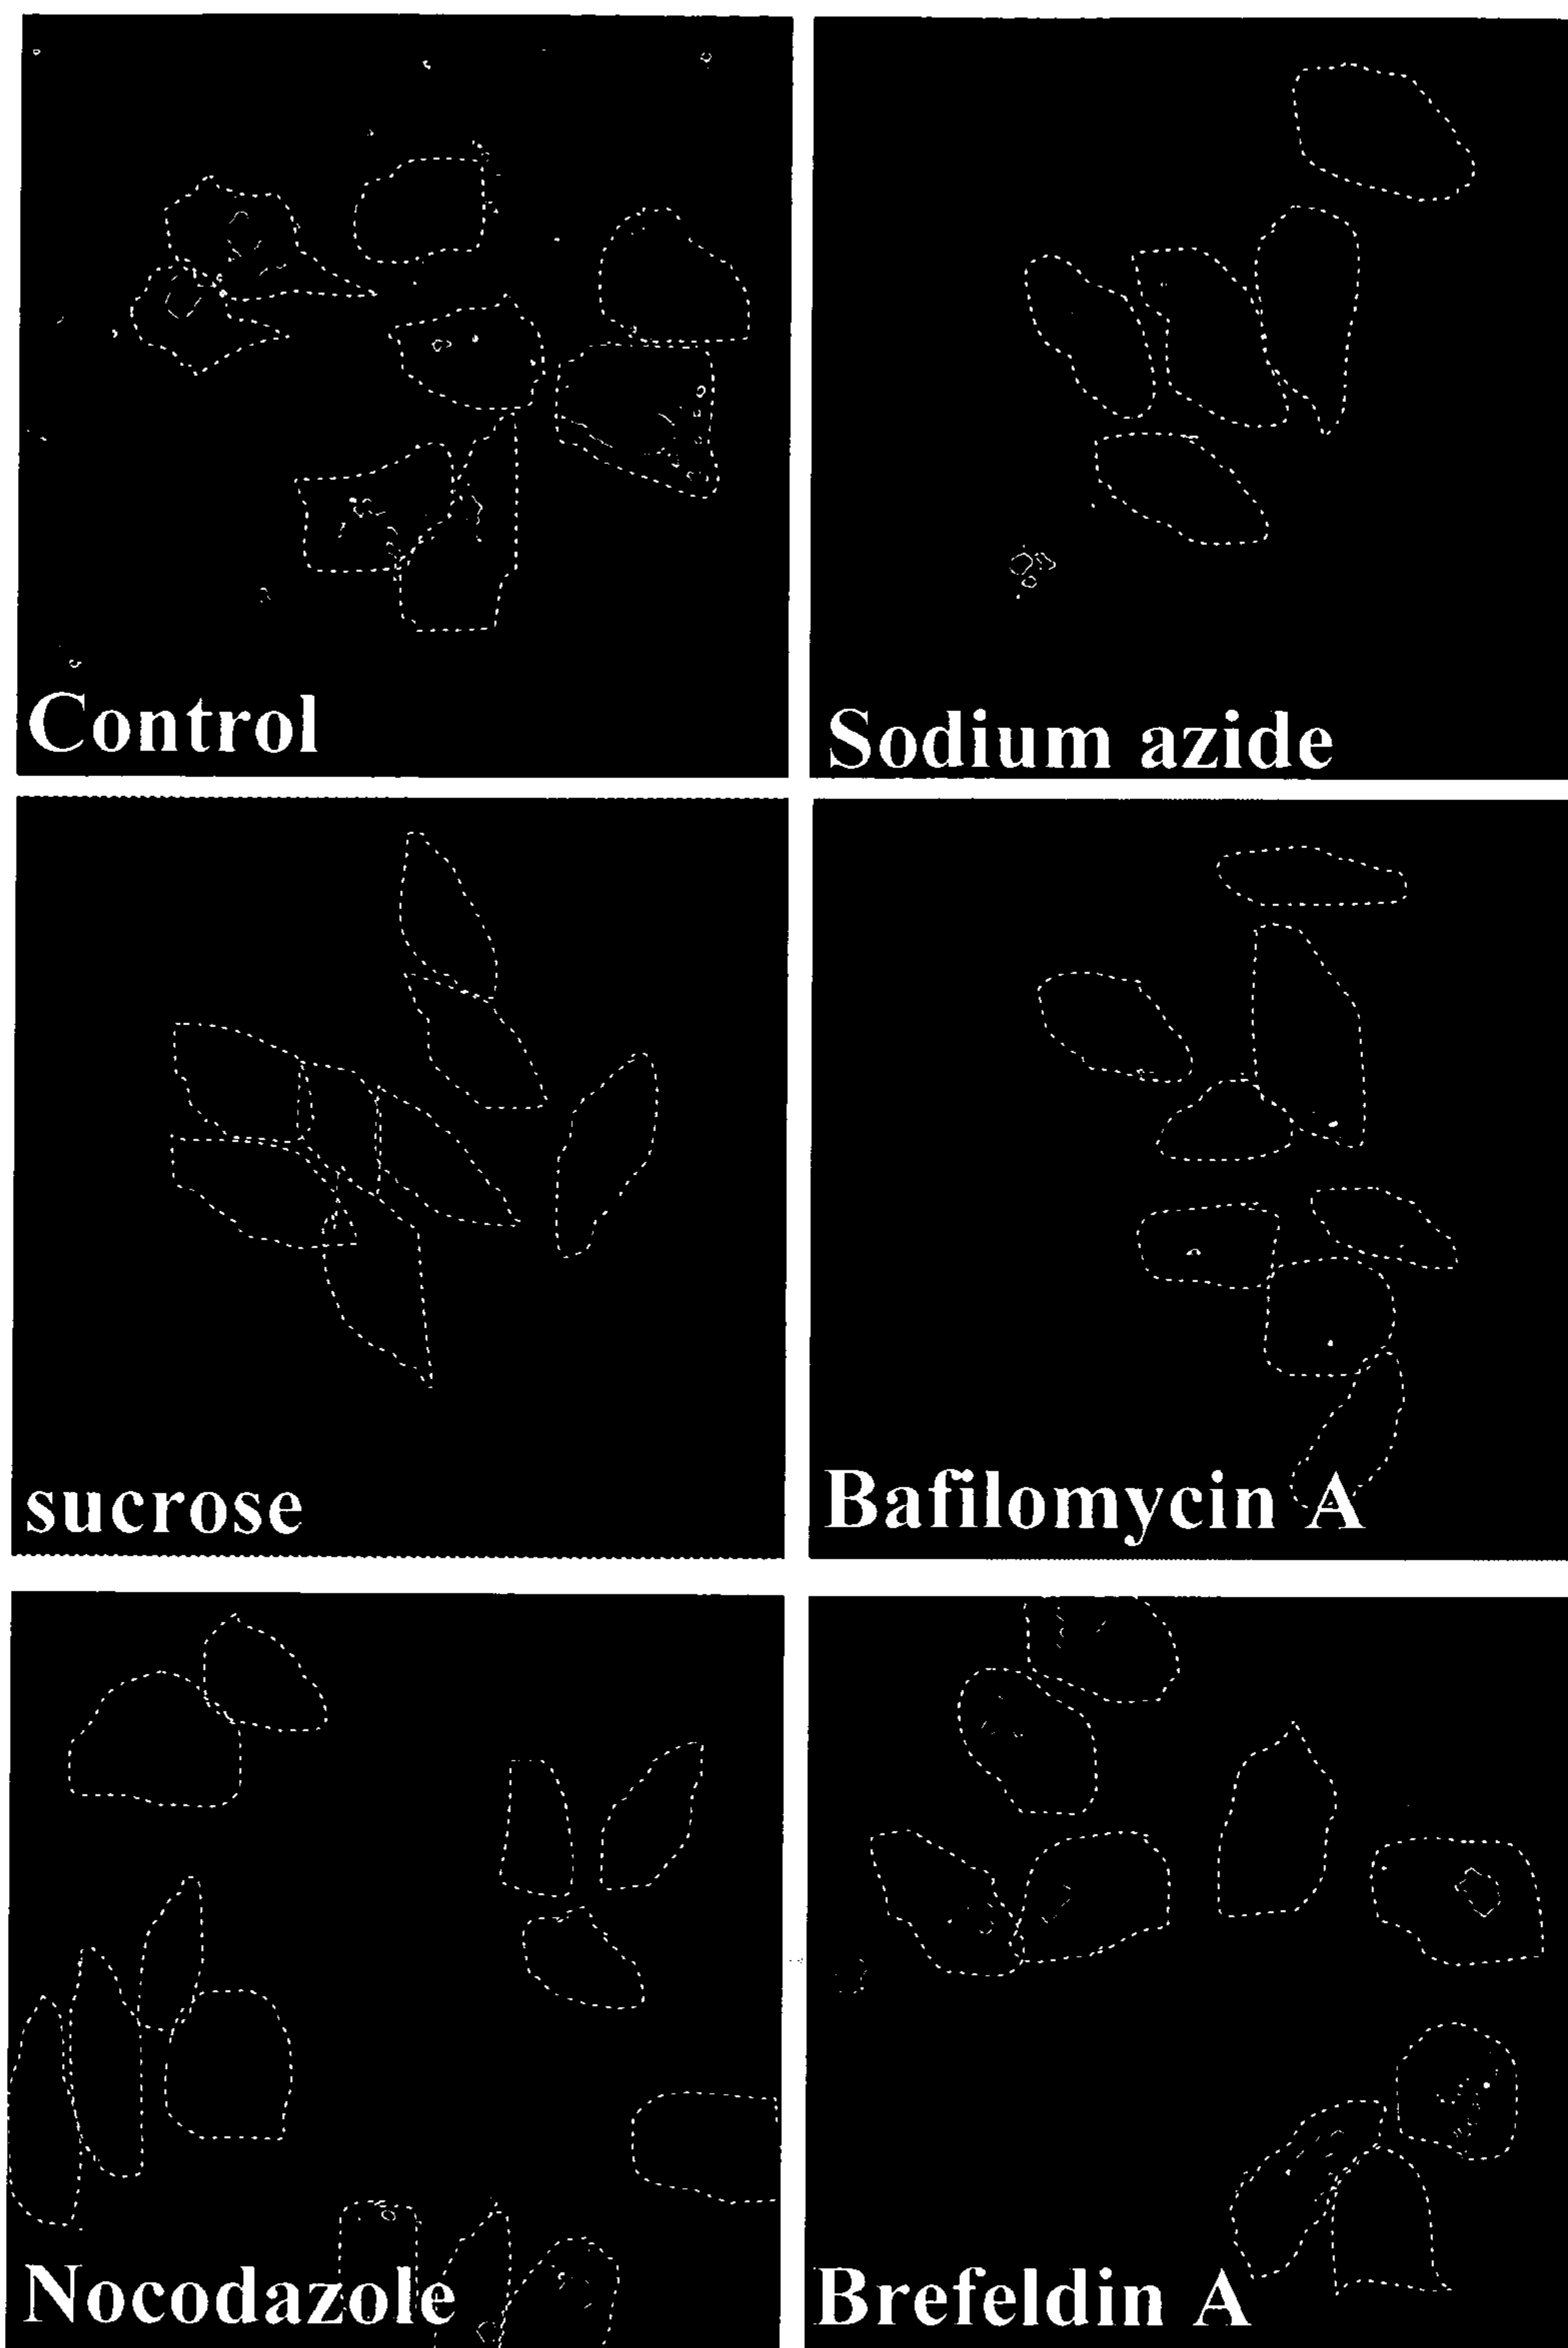 Control
Sodium azide
sucrose
Bafilomycin A
Nocodazole
Brefeldin A